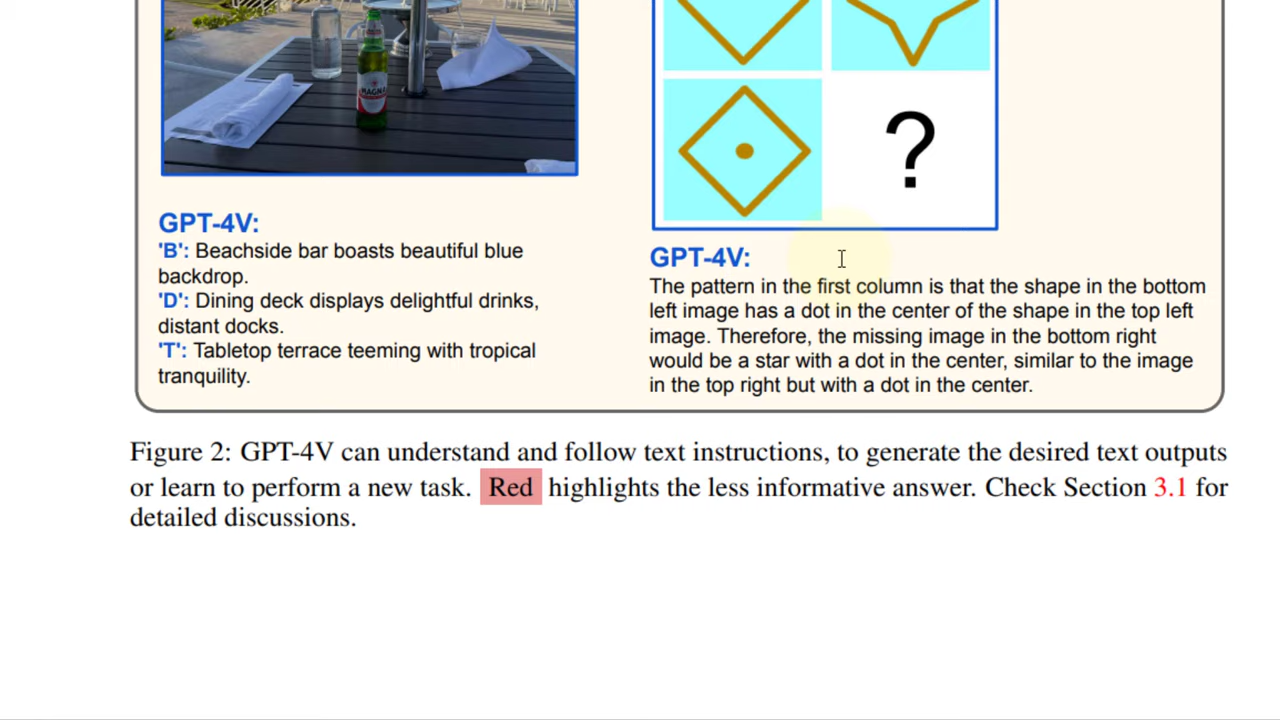 MAGNA
?
GPT-4V:
'B': Beachside bar boasts beautiful blue
backdrop.
'D': Dining deck displays delightful drinks,
distant docks.
'T': Tabletop terrace teeming with tropical
tranquility.
GPT-4V:
The pattern in the first column is that the shape in the bottom
left image has a dot in the center of the shape in the top left
image. Therefore, the missing image in the bottom right
would be a star with a dot in the center, similar to the image
in the top right but with a dot in the center.
Figure 2: GPT-4V can understand and follow text instructions, to generate the desired text outputs
or learn to perform a new task. Red highlights the less informative answer. Check Section 3.1 for
detailed discussions.